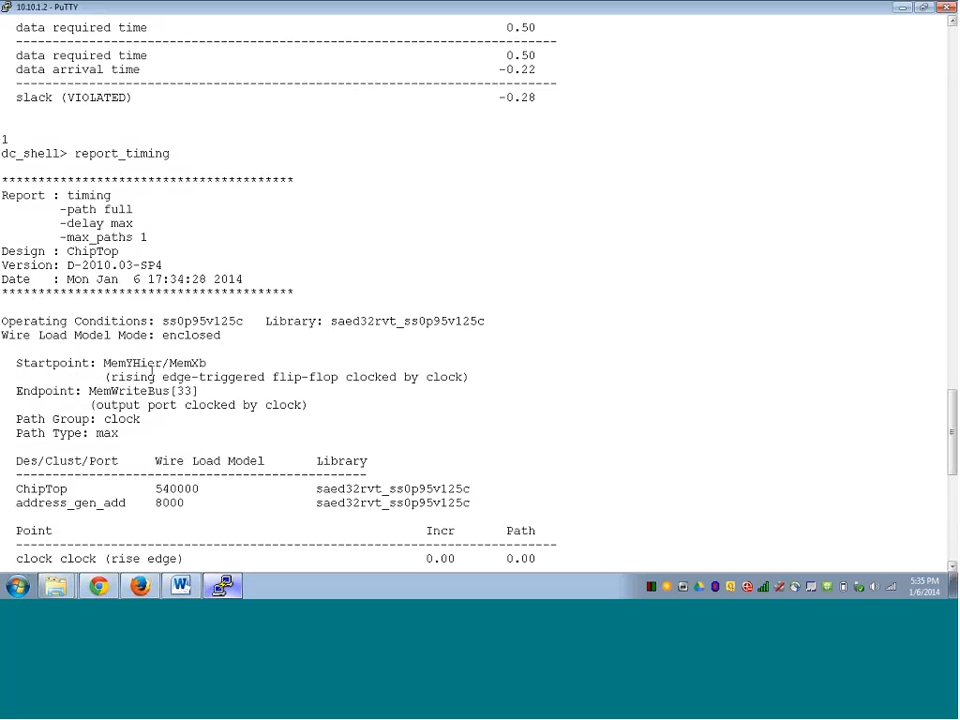 10.10.1.2 - PuTTY
data required time 0.50
--------------------------------------------------------------------------
data required time 0.50
data arrival time -0.22
--------------------------------------------------------------------------
slack (VIOLATED) -0.28
1
dc_shell> report_timing
****************************************
Report : timing
-path full
-delay max
-max_paths 1
Design : ChipTop
Version: D-2010.03-SP4
Date : Mon Jan 6 17:34:28 2014
****************************************
Operating Conditions: ss0p95v125c Library: saed32rvt_ss0p95v125c
Wire Load Model Mode: enclosed
Startpoint: MemYHier/MemXb
(rising edge-triggered flip-flop clocked by clock)
Endpoint: MemWriteBus[33]
(output port clocked by clock)
Path Group: clock
Path Type: max
Des/Clust/Port Wire Load Model Library
------------------------------------------------
ChipTop 540000 saed32rvt_ss0p95v125c
address_gen_add 8000 saed32rvt_ss0p95v125c
Point Incr Path
--------------------------------------------------------------------------
clock clock (rise edge) 0.00 0.00
5:35 PM
1/6/2014